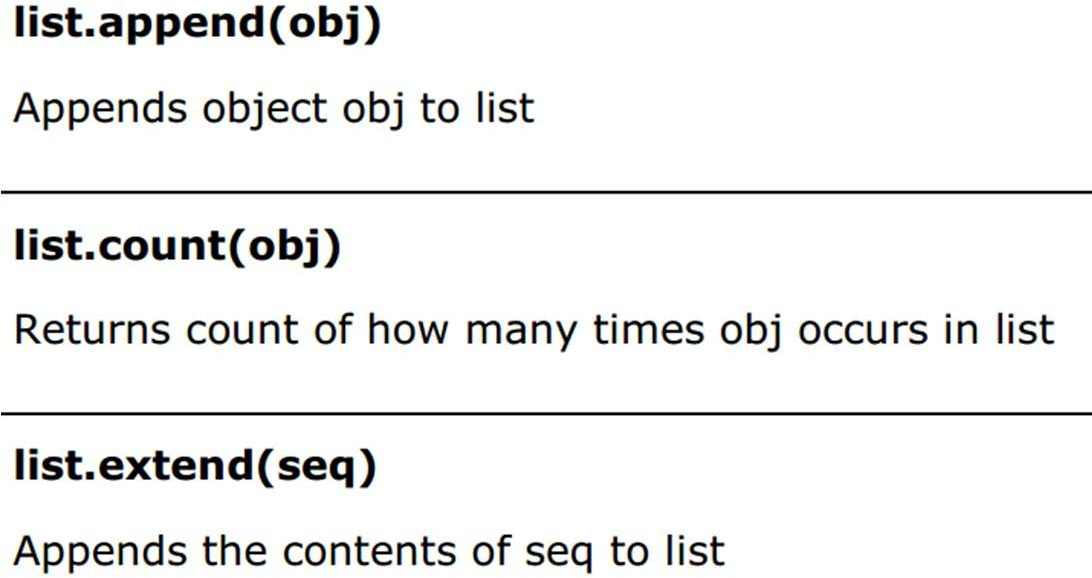 list.append(obj)
Appends object obj to list
list.count(obj)
Returns count of how many times obj occurs in list
list.extend(seq)
Appends the contents of seq to list